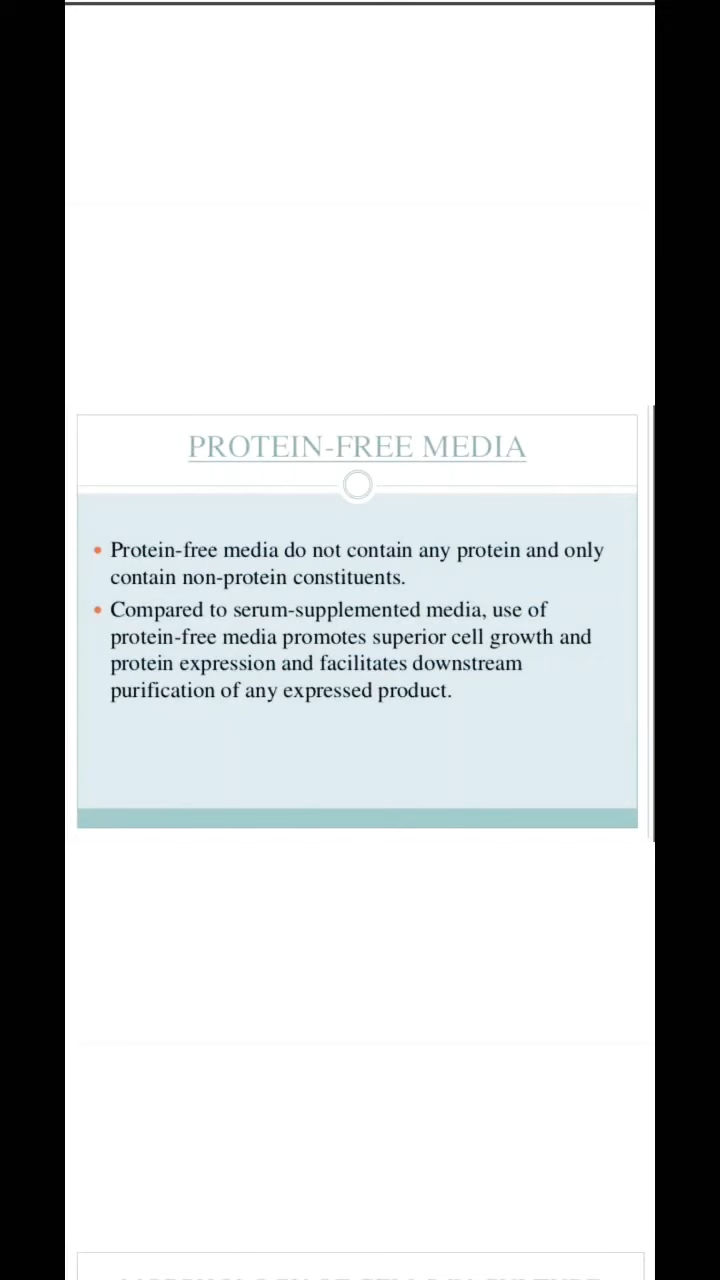 PROTEIN-FREE MEDIA
Protein-free media do not contain any protein and only
contain non-protein constituents.
Compared to serum-supplemented media, use of
protein-free media promotes superior cell growth and
protein expression and facilitates downstream
purification of any expressed product.